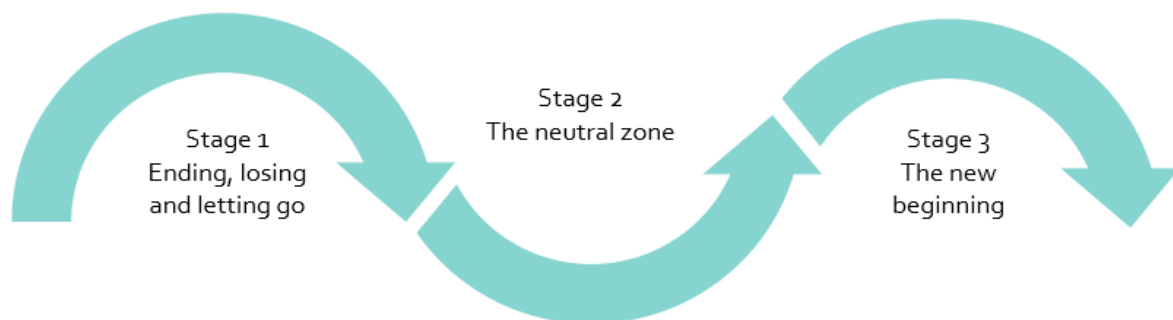 Stage 1
Ending, losing
and letting go
Stage 2
The neutral zone
Stage 3
The new
beginning